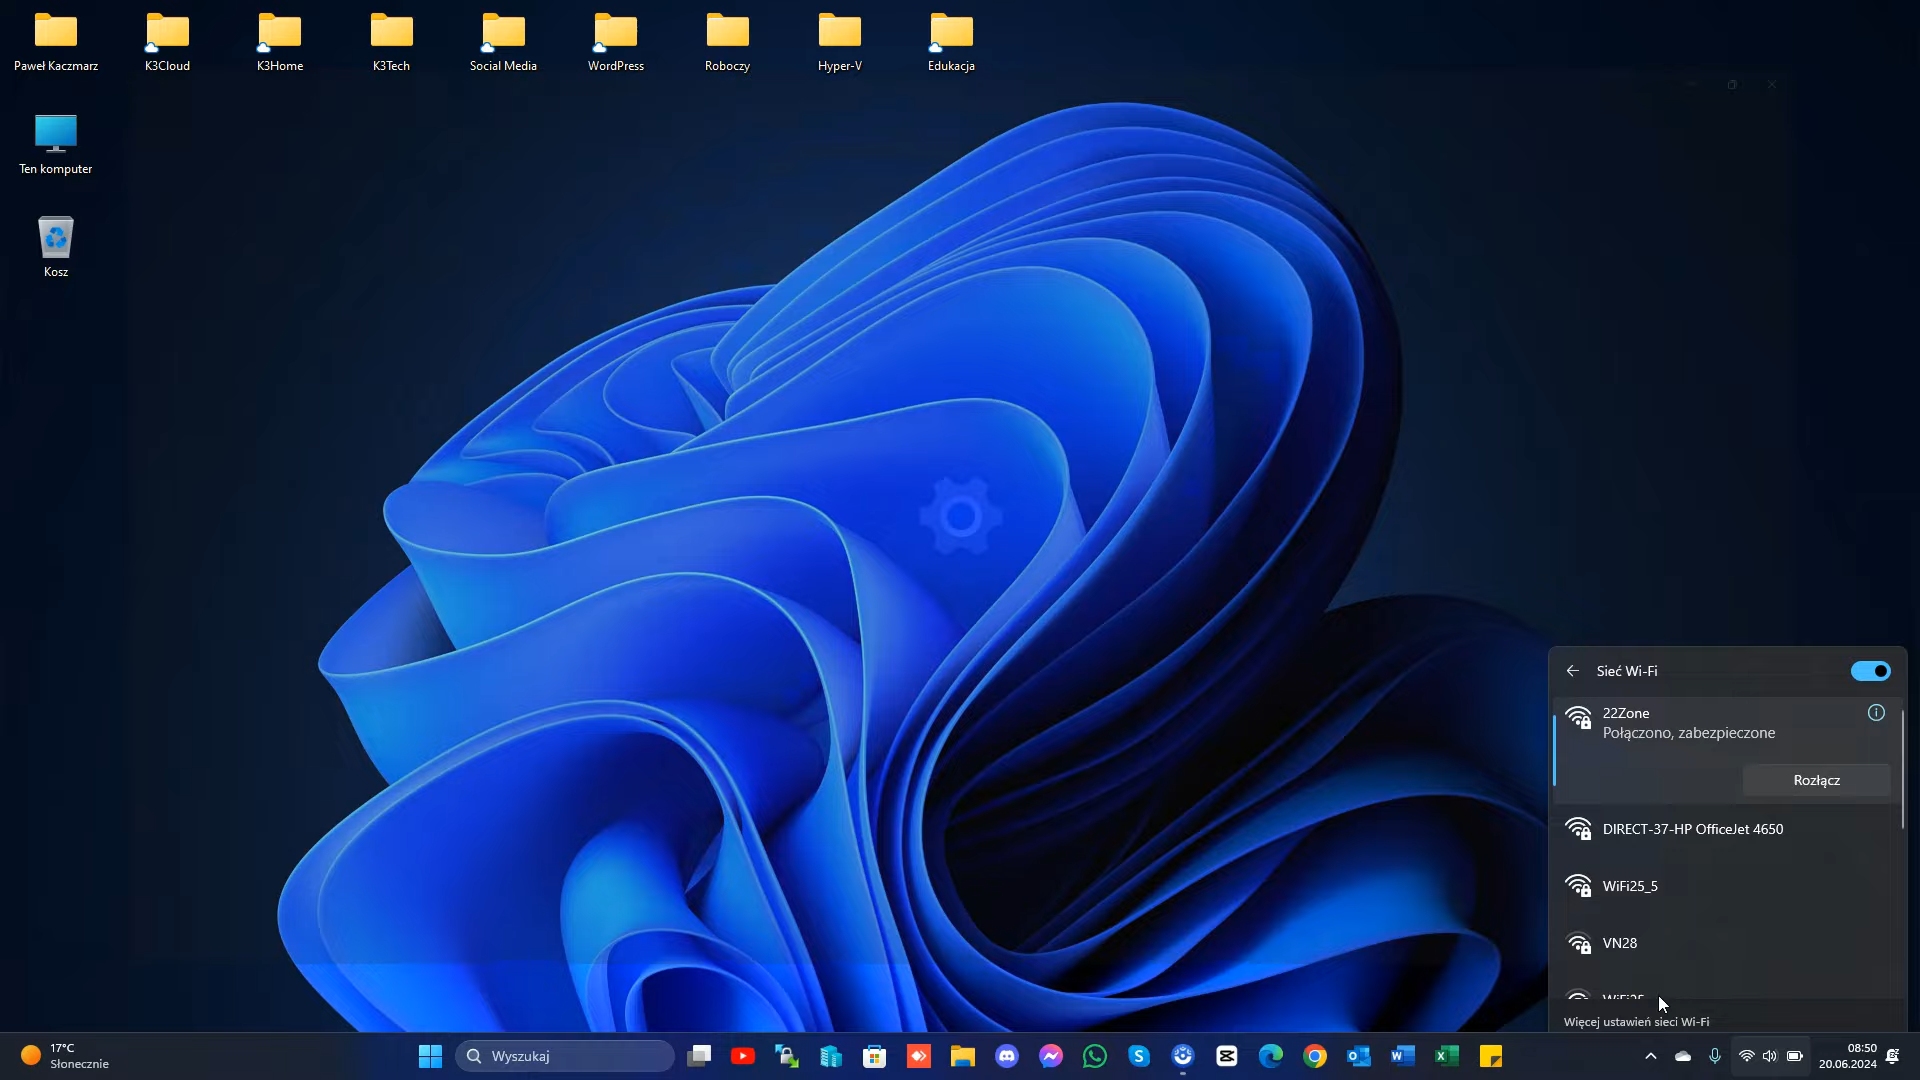 Paweł Kaczmarz
K3Cloud
K3Home
K3Tech
Social Media
WordPress
Roboczy
Hyper-V
Edukacja
Ten komputer
Kosz
Sieć Wi-Fi
22Zone
Połączono, zabezpieczone
Rozłącz
DIRECT-37-HP OfficeJet 4650
WiFi25_5
VN28
WiFi25
Więcej ustawień sieci Wi-Fi
17°C
Słonecznie
Wyszukaj
08:50
20.06.2024